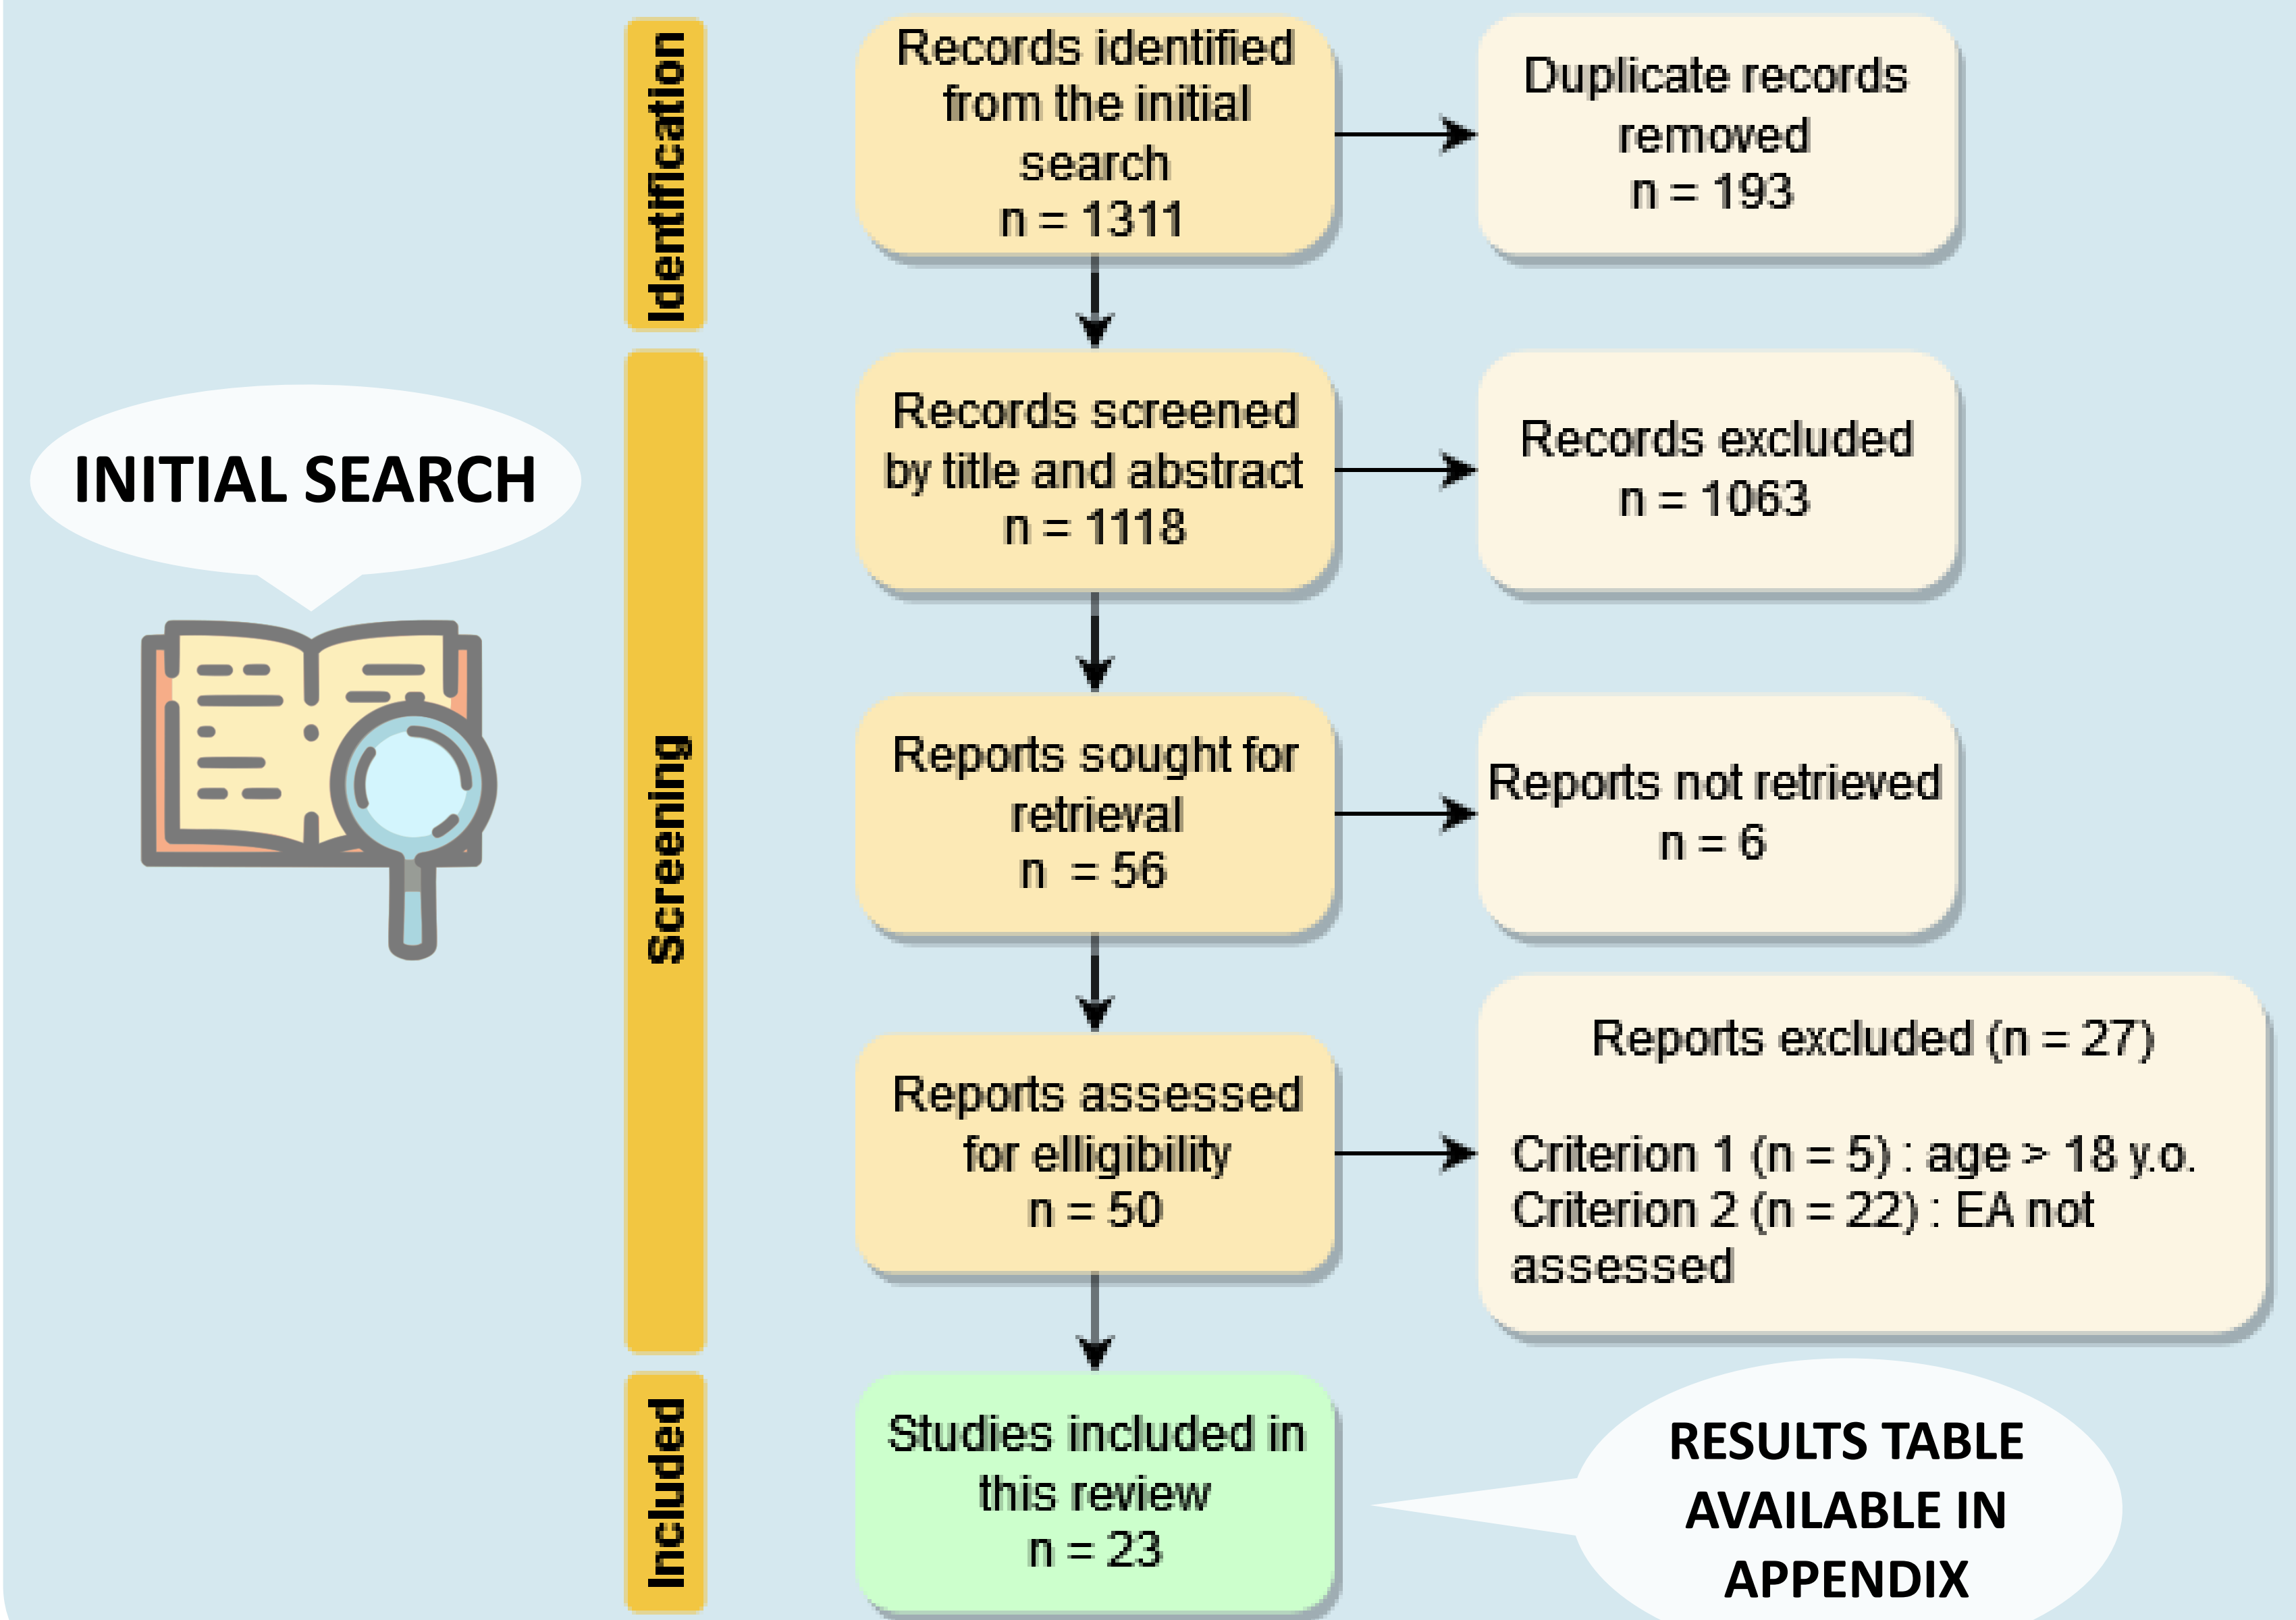 Identification
Records identified
from the initial
search
n = 1311
Duplicate records
removed
n = 193
INITIAL SEARCH
Screening
Records screened
by title and abstract
n = 1118
Records excluded
n = 1063
Reports sought for
retrieval
n  = 56
Reports not retrieved
n = 6
Reports assessed
for elligibility
n = 50
Reports excluded (n = 27)
Criterion 1 (n = 5) : age > 18 y.o.
Criterion 2 (n = 22) : EA not
assessed
Included
Studies included in
this review
n = 23
RESULTS TABLE
AVAILABLE IN
APPENDIX